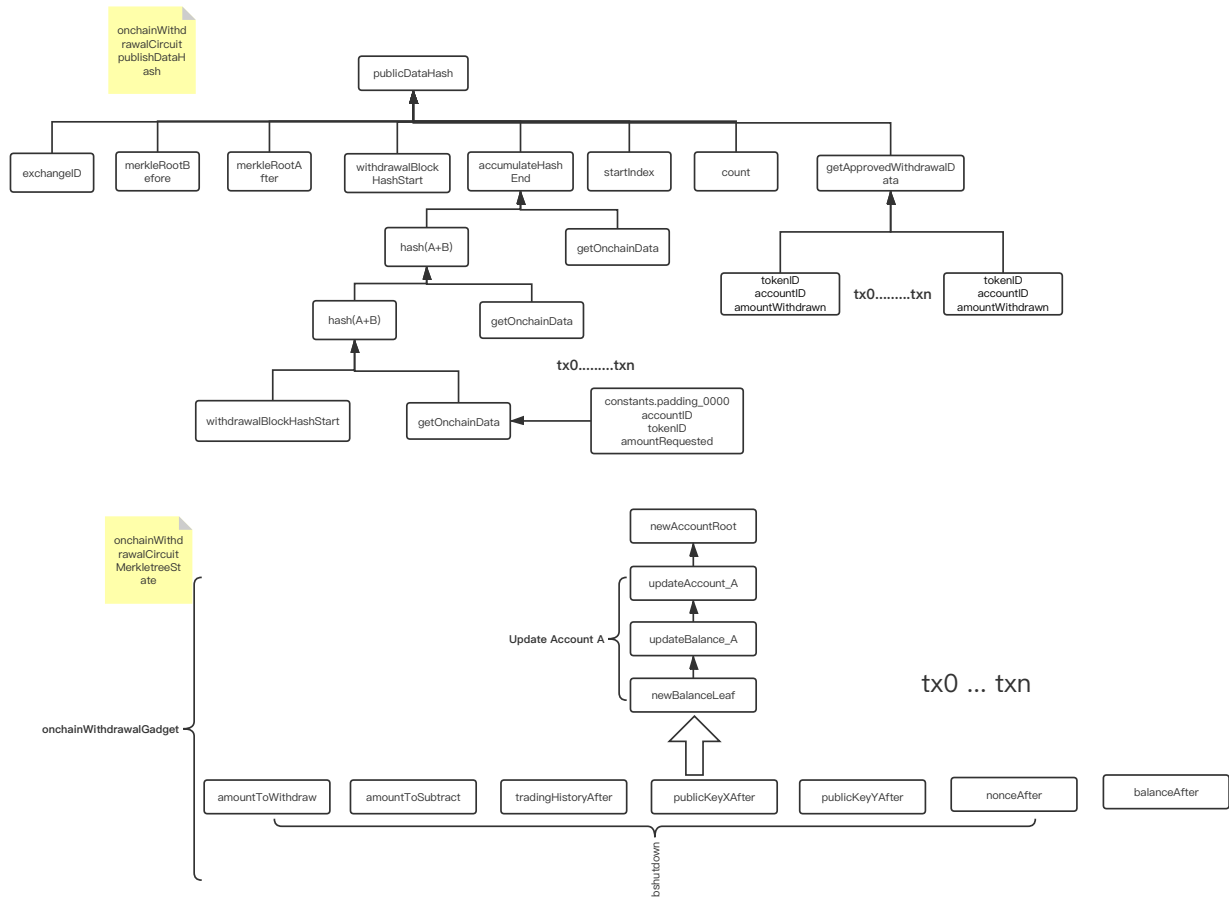 onchainWithd
rawalCircuit
publishDataH
ash
publicDataHash
exchangeID
merkleRootB
efore
merkleRootA
fter
withdrawalBlock
HashStart
accumulateHash
End
startIndex
count
getApprovedWithdrawalD
ata
hash(A+B)
getOnchainData
tokenID
accountID
amountWithdrawn
tx0.........txn
tokenID
accountID
amountWithdrawn
hash(A+B)
getOnchainData
tx0.........txn
withdrawalBlockHashStart
getOnchainData
constants.padding_0000
accountID
tokenID
amountRequested
onchainWithd
rawalCircuit
MerkletreeSt
ate
newAccountRoot
updateAccount_A
Update Account A
updateBalance_A
newBalanceLeaf
tx0 ... txn
onchainWithdrawalGadget
amountToWithdraw
amountToSubtract
tradingHistoryAfter
publicKeyXAfter
publicKeyYAfter
nonceAfter
balanceAfter
bshutdown